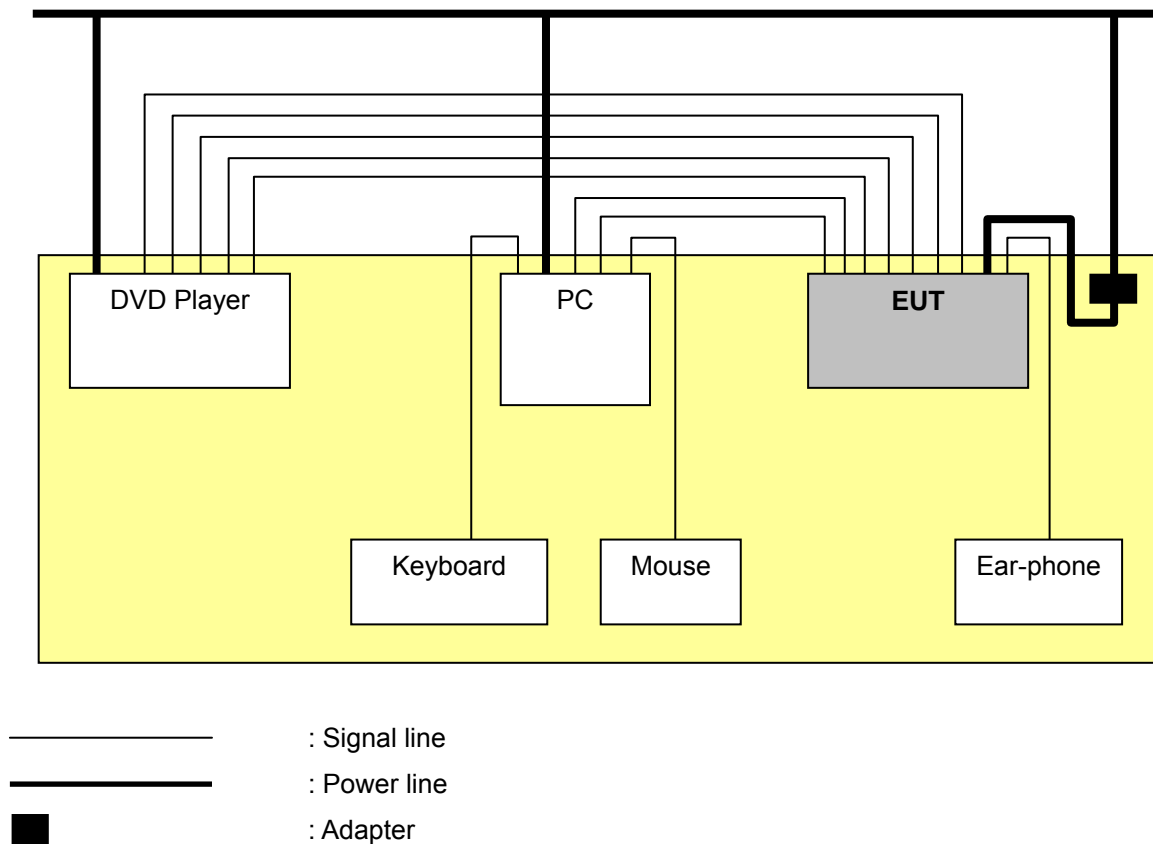 DVD Player
PC
EUT
Keyboard
Mouse
Ear-phone
: Signal line
: Power line
: Adapter